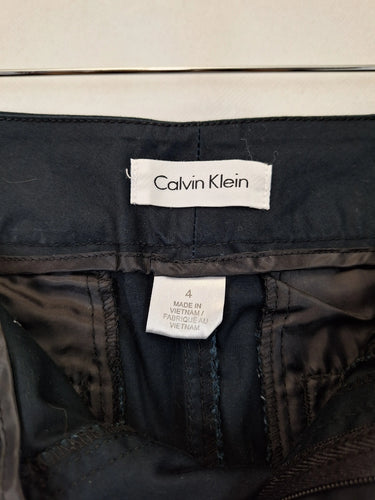 Calvin Klein
4
MADE IN
VIETNAM /
FABRIQUÉ AU
VIETNAM